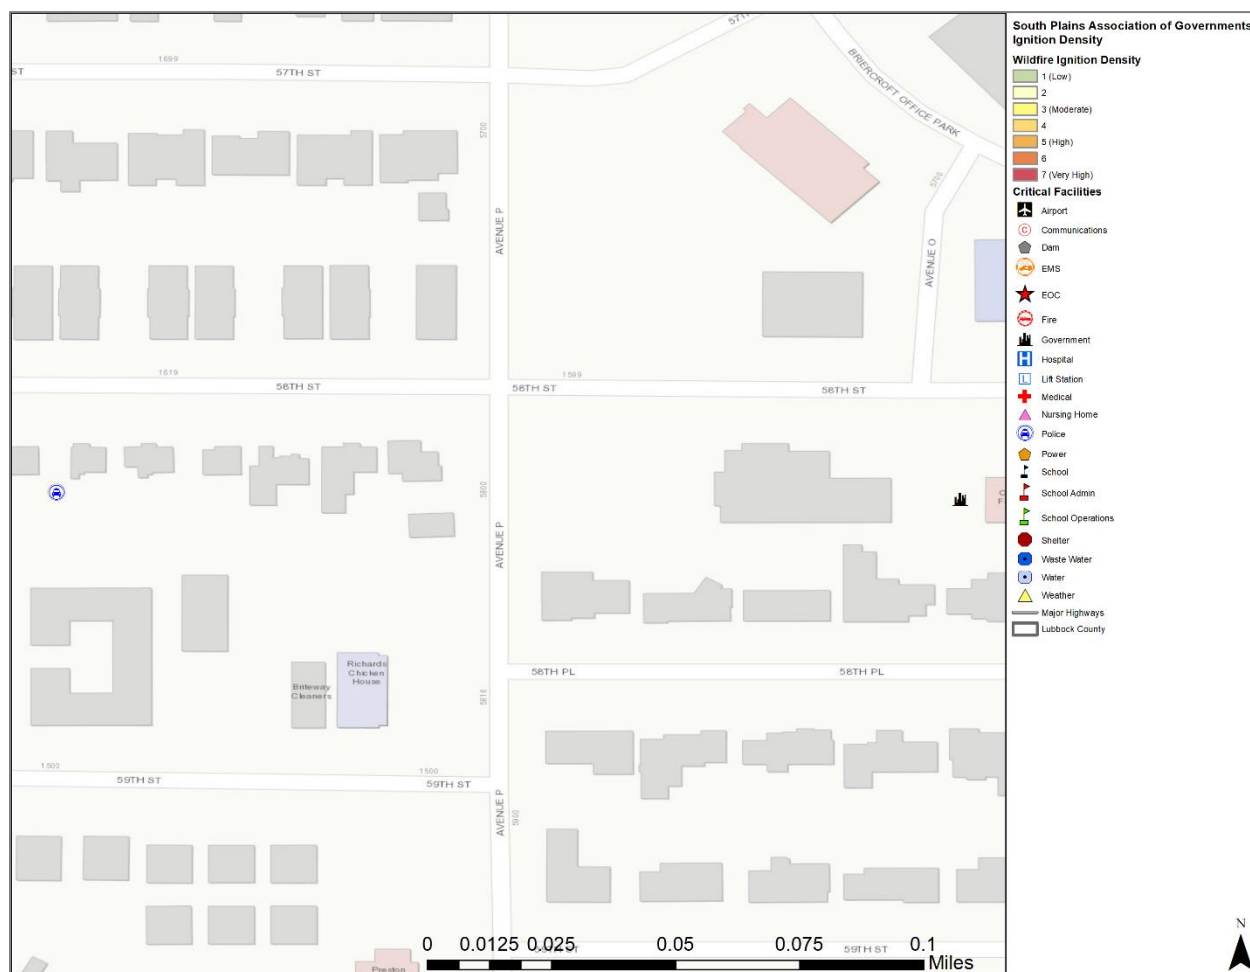 South Plains Association of Governments
Ignition Density
Wildfire Ignition Density
1 (Low)
2
3 (Moderate)
4
5 (High)
6
7 (Very High)
Critical Facilities
Airport
C
Communications
Dam
EMS
EOC
Fire
Government
H
Hospital
L
Lift Station
Medical
Nursing Home
Police
Power
School
School Admin
School Operations
Shelter
Waste Water
Water
Weather
Major Highways
Lubbock County
N
1699
ST
57TH ST
57TH
BRIERCROFT OFFICE PARK
5700
5700
AVENUE P
AVENUE O
1619
58TH ST
1599
58TH ST
58TH ST
5800
AVENUE P
58TH PL
58TH PL
Richards
Chicken
House
Briteway
Cleaners
5816
1500
1500
59TH ST
59TH ST
AVENUE P
5900
59TH ST
Preston
0 0.0125 0.025 0.05 0.075 0.1
Miles